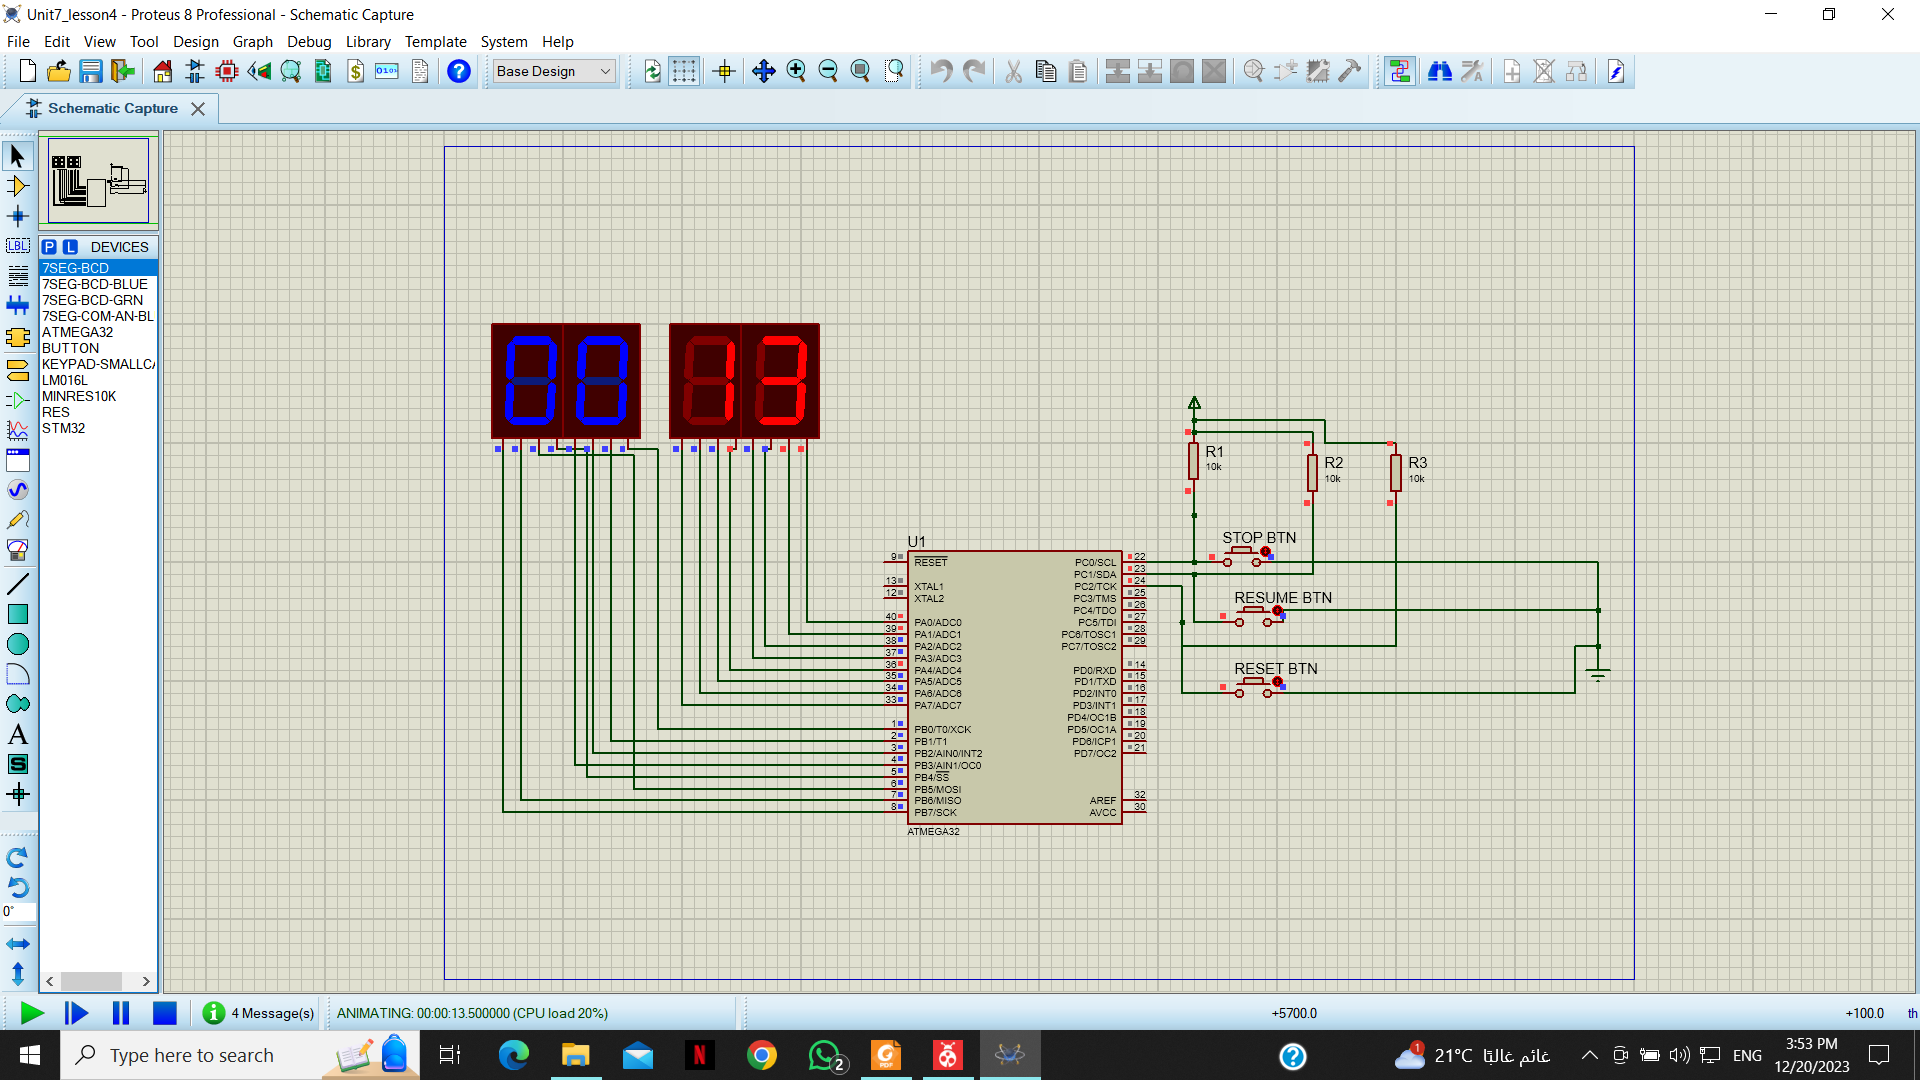 Unit7_lesson4 - Proteus 8 Professional - Schematic Capture
File Edit View Tool Design Graph Debug Library Template System Help
Base Design
Schematic Capture
P L DEVICES
7SEG-BCD
7SEG-BCD-BLUE
7SEG-BCD-GRN
7SEG-COM-AN-BL
ATMEGA32
BUTTON
KEYPAD-SMALLCA
LM016L
MINRES10K
RES
STM32
LBL
A
S
0°
00 13
R1
10k
R2
10k
R3
10k
STOP BTN
RESUME BTN
RESET BTN
U1
9 RESET PC0/SCL 22
PC1/SDA 23
13 XTAL1 PC2/TCK 24
12 XTAL2 PC3/TMS 25
PC4/TDO 26
40 PA0/ADC0 PC5/TDI 27
39 PA1/ADC1 PC6/TOSC1 28
38 PA2/ADC2 PC7/TOSC2 29
37 PA3/ADC3
36 PA4/ADC4 PD0/RXD 14
35 PA5/ADC5 PD1/TXD 15
34 PA6/ADC6 PD2/INT0 16
33 PA7/ADC7 PD3/INT1 17
PD4/OC1B 18
1 PB0/T0/XCK PD5/OC1A 19
2 PB1/T1 PD6/ICP1 20
3 PB2/AIN0/INT2 PD7/OC2 21
4 PB3/AIN1/OC0
5 PB4/SS
6 PB5/MOSI
7 PB6/MISO AREF 32
8 PB7/SCK AVCC 30
ATMEGA32
4 Message(s) ANIMATING: 00:00:13.500000 (CPU load 20%) +5700.0 +100.0 th
Type here to search
2
1
21°C غائم غالبًا
ENG
3:53 PM
12/20/2023